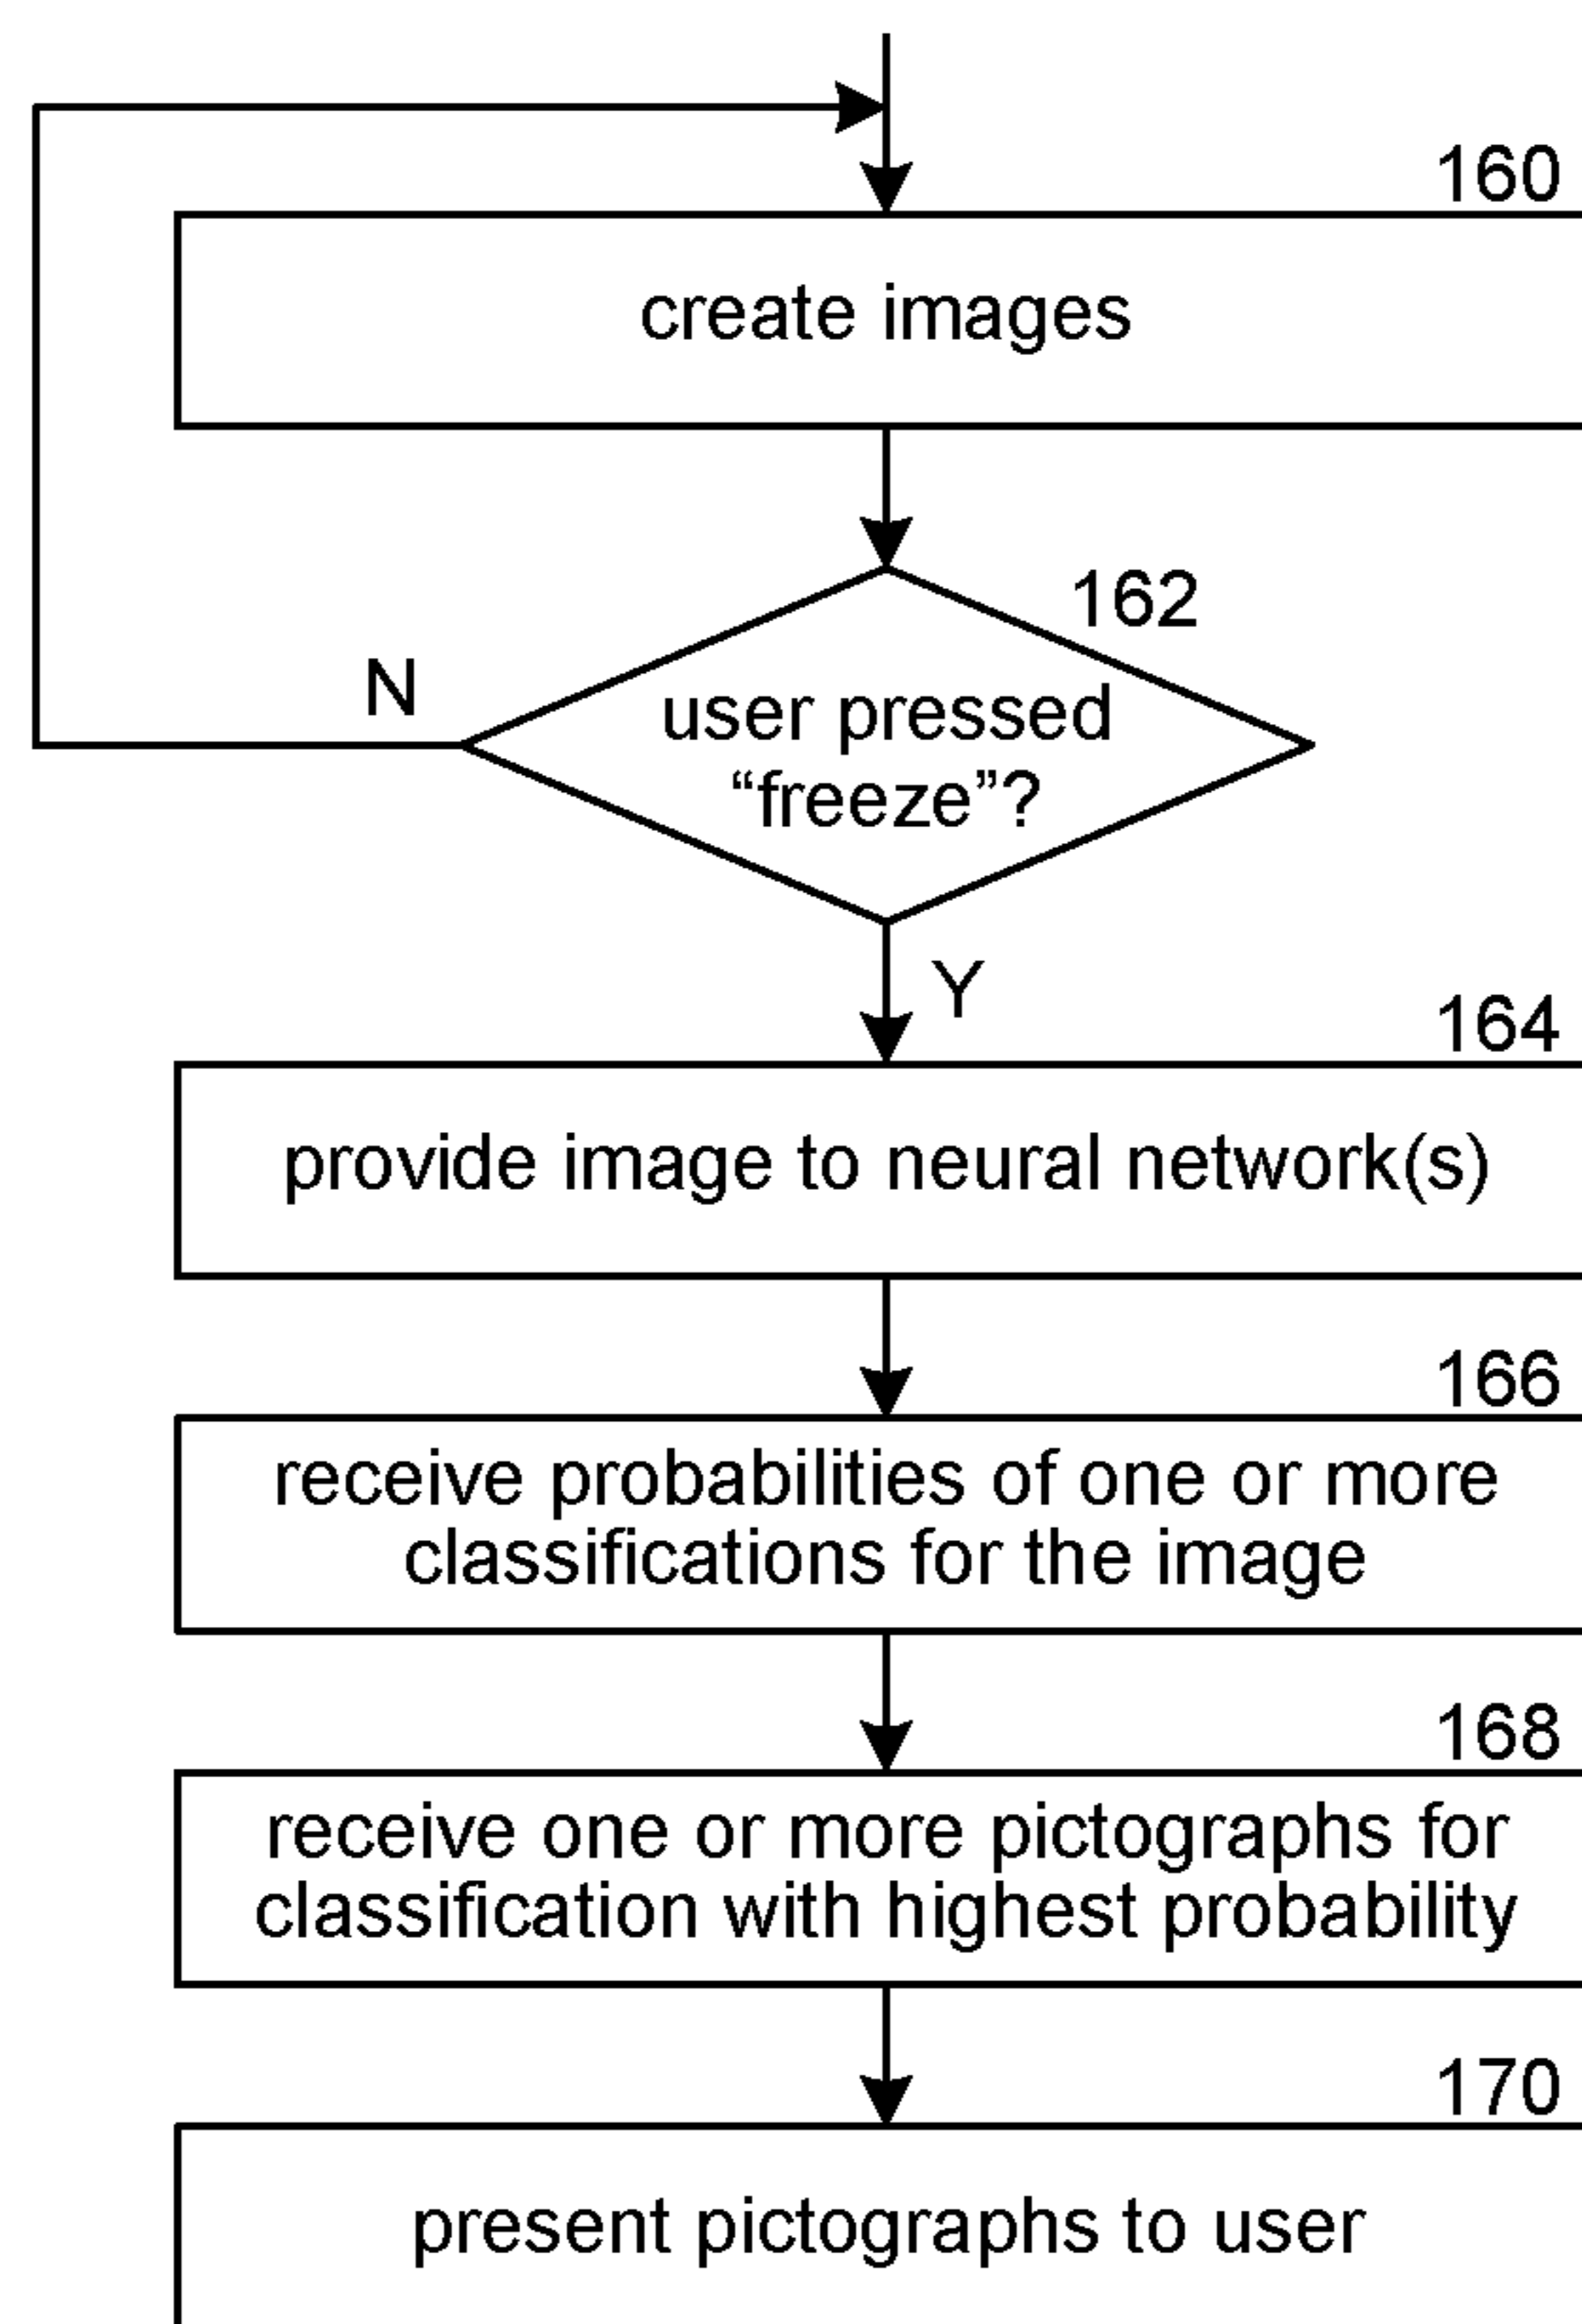 160
create images
162
N
user pressed
“freeze”?
Y
164
provide image to neural network(s)
166
receive probabilities of one or more
classifications for the image
168
receive one or more pictographs for
classification with highest probability
170
present pictographs to user